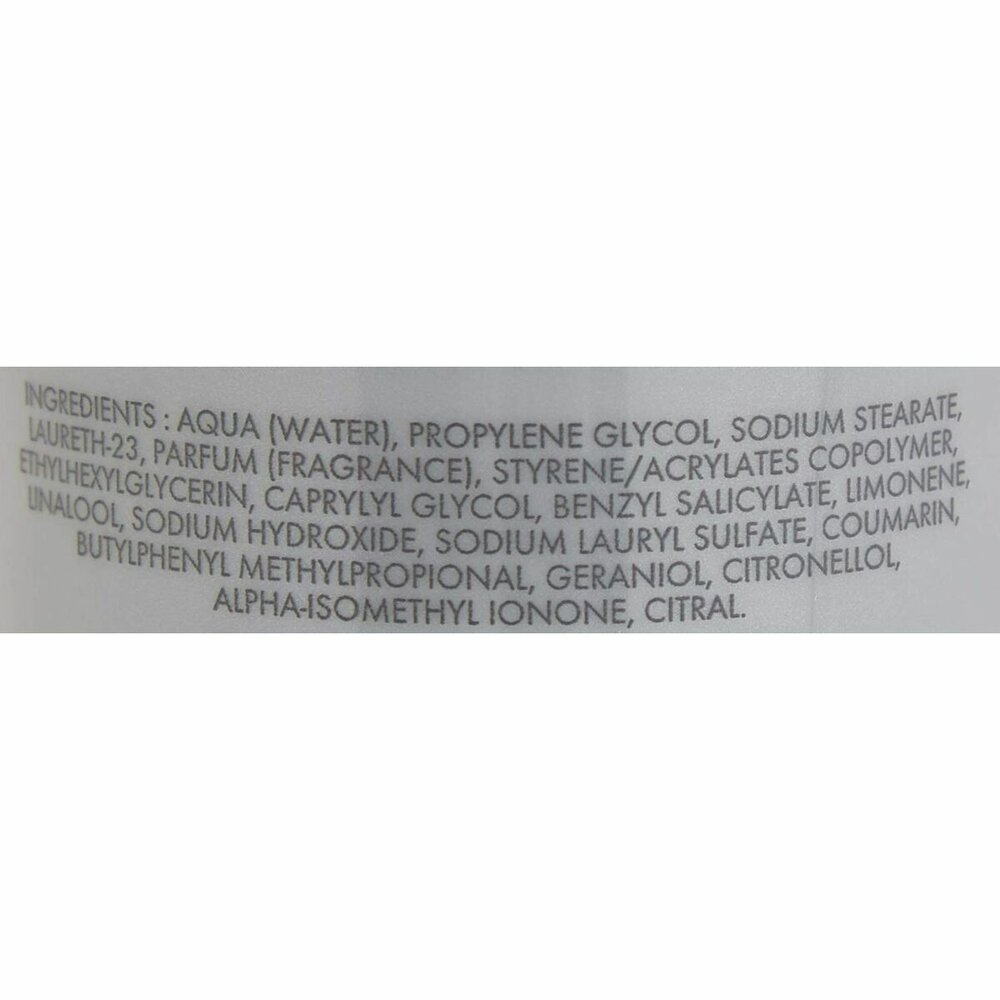 INGREDIENTS : AQUA (WATER), PROPYLENE GLYCOL, SODIUM STEARATE,
LAURETH-23, PARFUM (FRAGRANCE), STYRENE/ACRYLATES COPOLYMER,
ETHYLHEXYLGLYCERIN, CAPRYLYL GLYCOL, BENZYL SALICYLATE, LIMONENE,
LINALOOL, SODIUM HYDROXIDE, SODIUM LAURYL SULFATE, COUMARIN,
BUTYLPHENYL METHYLPROPIONAL, GERANIOL, CITRONELLOL,
ALPHA-ISOMETHYL IONONE, CITRAL.